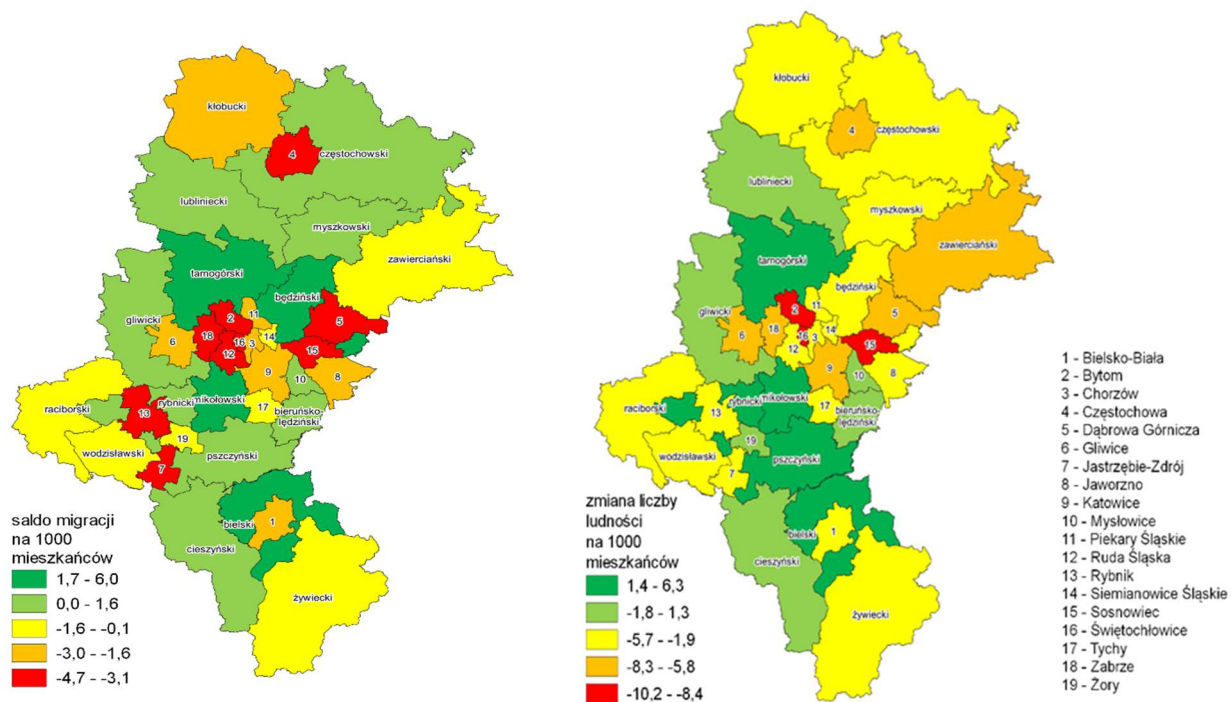 kłobucki
4
częstochowski
lubliniecki
myszkowski
zawierciański
tarnogórski
będziński
gliwicki
2
11
5
6
18
16
3
14
12
15
9
10
8
raciborski
13
rybnicki
mikołowski
17
bieruńsko-
lędziński
wodzisławski
19
pszczyński
7
bielski
1
cieszyński
żywiecki
saldo migracji
na 1000
mieszkańców
1,7 - 6,0
0,0 - 1,6
-1,6 - -0,1
-3,0 - -1,6
-4,7 - -3,1
kłobucki
4
częstochowski
lubliniecki
myszkowski
zawierciański
tarnogórski
będziński
gliwicki
2
11
5
6
18
16
3
14
12
15
9
10
8
raciborski
13
rybnicki
mikołowski
17
bieruńsko-
lędziński
wodzisławski
19
pszczyński
7
bielski
1
cieszyński
żywiecki
zmiana liczby
ludności
na 1000
mieszkańców
1,4 - 6,3
-1,8 - 1,3
-5,7 - -1,9
-8,3 - -5,8
-10,2 - -8,4
1 - Bielsko-Biała
2 - Bytom
3 - Chorzów
4 - Częstochowa
5 - Dąbrowa Górnicza
6 - Gliwice
7 - Jastrzębie-Zdrój
8 - Jaworzno
9 - Katowice
10 - Mysłowice
11 - Piekary Śląskie
12 - Ruda Śląska
13 - Rybnik
14 - Siemianowice Śląskie
15 - Sosnowiec
16 - Świętochłowice
17 - Tychy
18 - Zabrze
19 - Żory